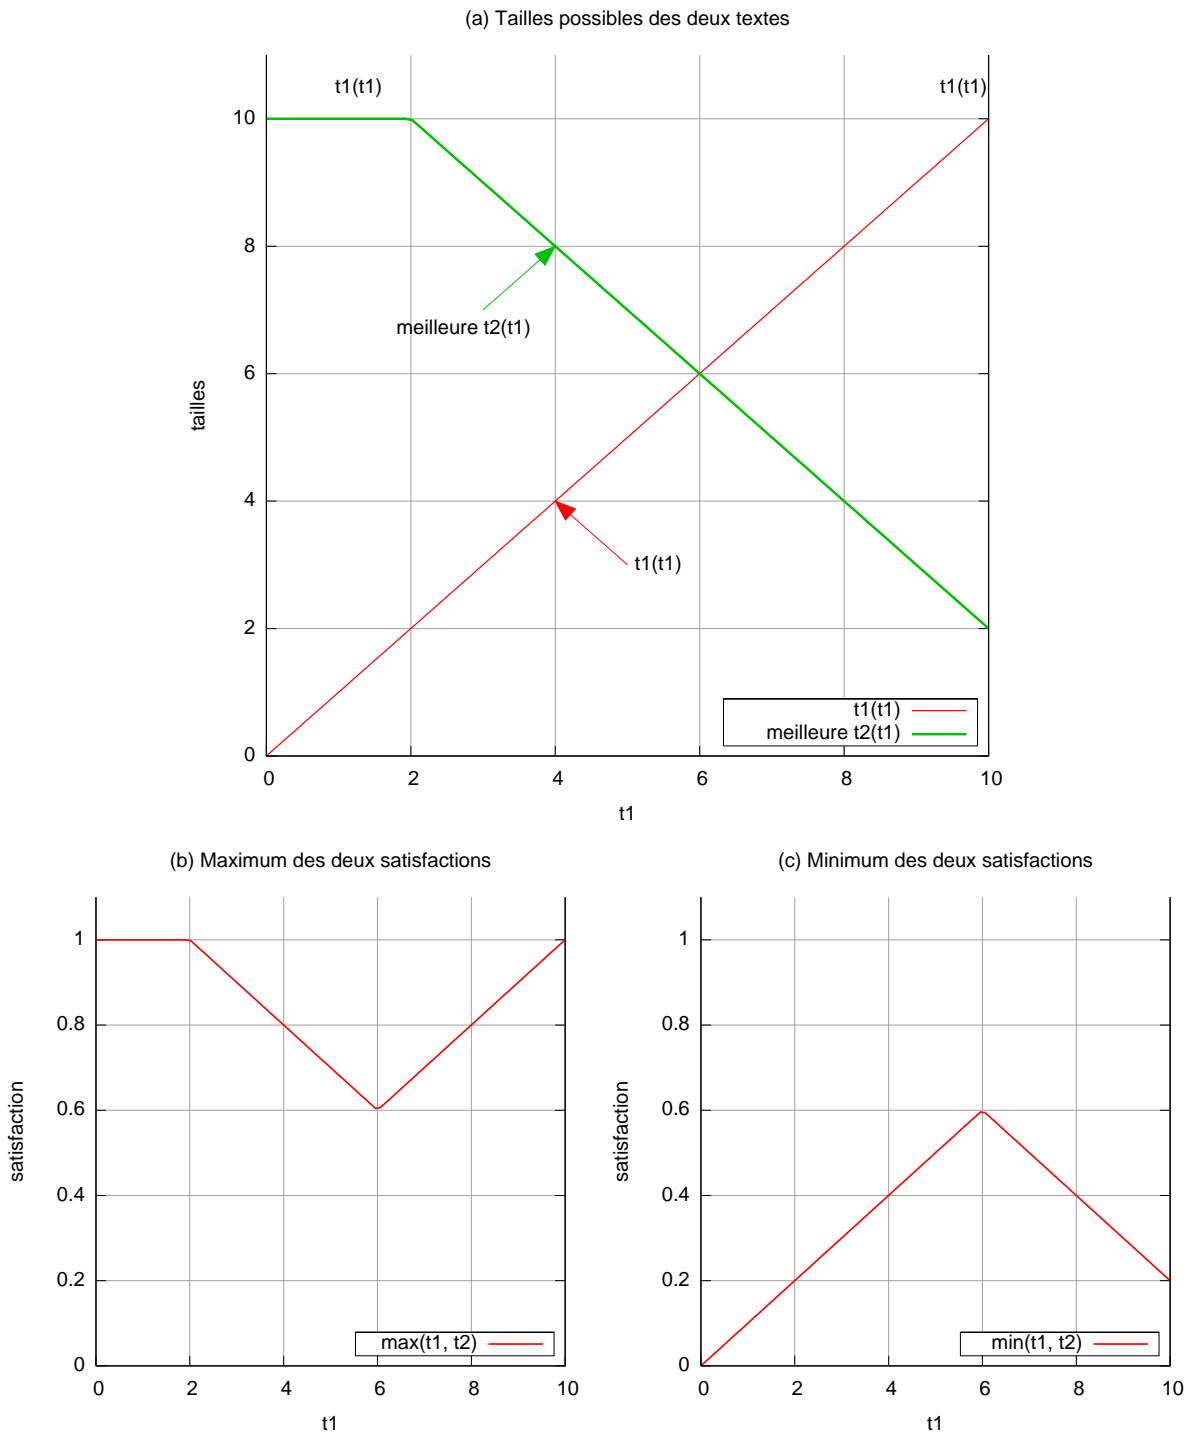 (a) Tailles possibles des deux textes
t1(t1) t1(t1)
10
8
meilleure t2(t1)
6
tailles
4
t1(t1)
2
t1(t1)
meilleure t2(t1)
0
0 2 4 6 8 10
t1
(b) Maximum des deux satisfactions
1
0.8
0.6
satisfaction
0.4
0.2
max(t1, t2)
0
0 2 4 6 8 10
t1
(c) Minimum des deux satisfactions
1
0.8
0.6
satisfaction
0.4
0.2
min(t1, t2)
0
0 2 4 6 8 10
t1